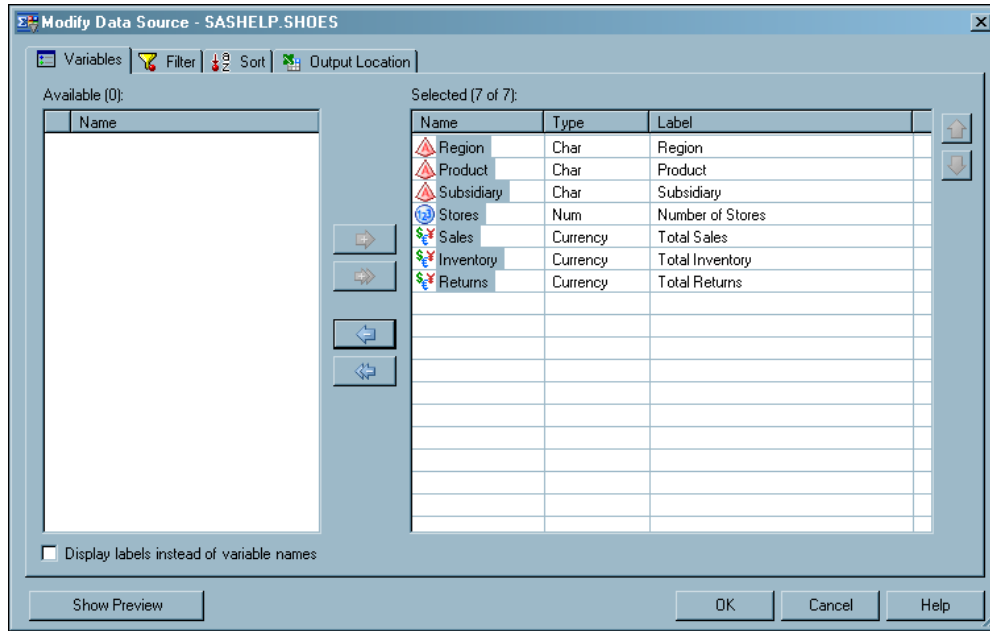 Modify Data Source - SASHELP.SHOES
Variables Filter Sort Output Location
Available (0):
Name
Selected (7 of 7):
Name Type Label
Region Char Region
Product Char Product
Subsidiary Char Subsidiary
Stores Num Number of Stores
Sales Currency Total Sales
Inventory Currency Total Inventory
Returns Currency Total Returns
Display labels instead of variable names
Show Preview OK Cancel Help